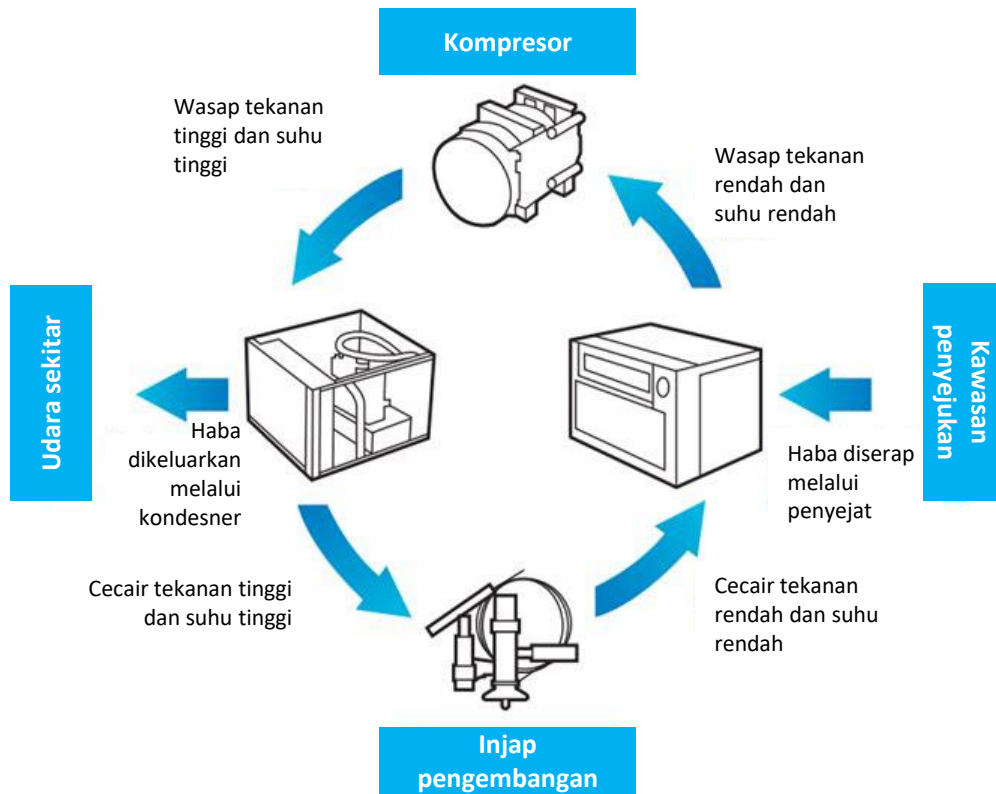 Kompresor
Wasap tekanan
tinggi dan suhu
tinggi
Wasap tekanan
rendah dan
suhu rendah
Udara sekitar
Kawasan
penyejukan
Haba
dikeluarkan
melalui
kondesner
Haba diserap
melalui
penyejat
Cecair tekanan tinggi
dan suhu tinggi
Cecair tekanan
rendah dan suhu
rendah
Injap
pengembangan